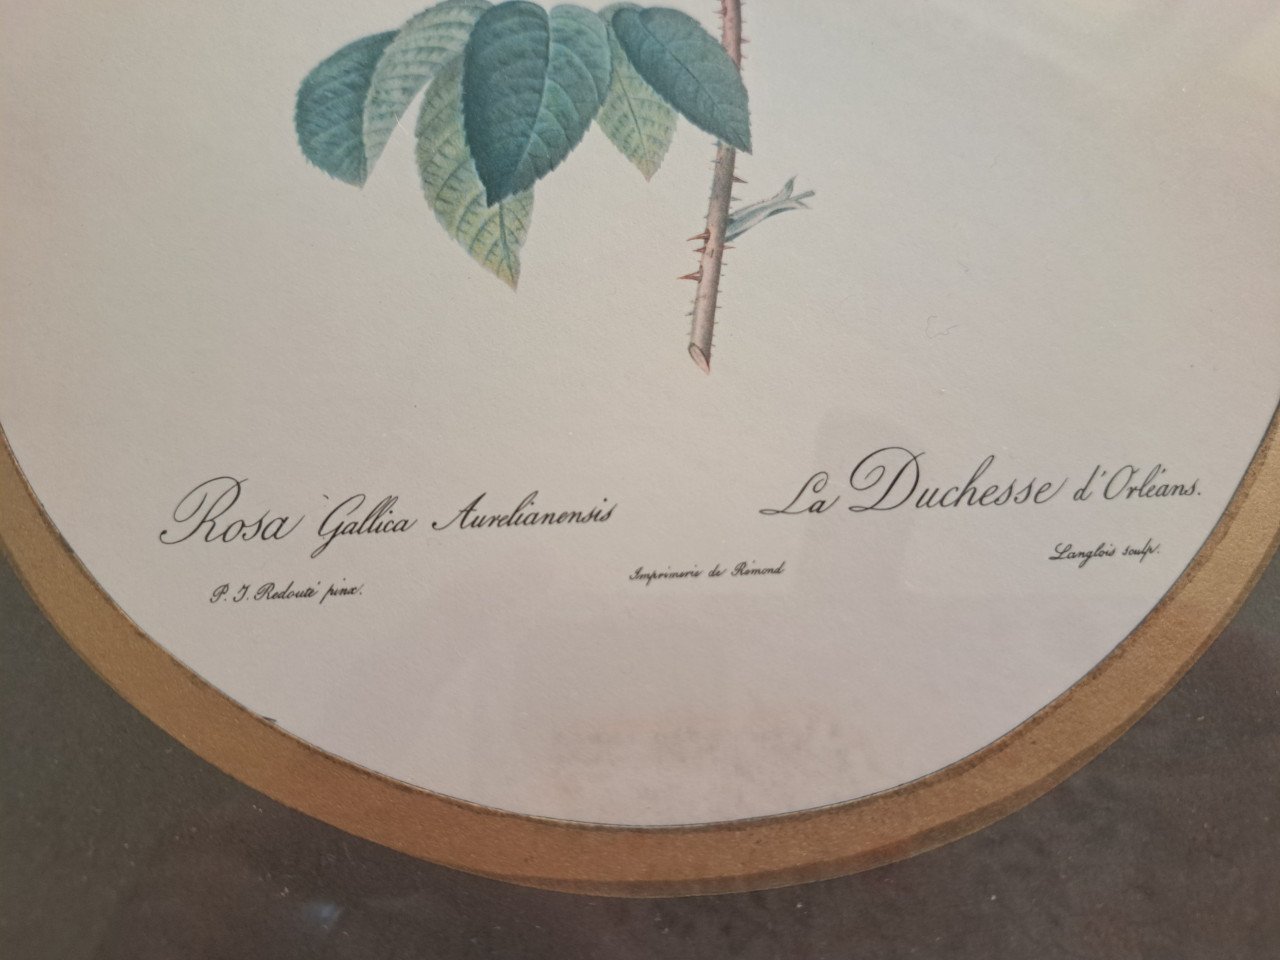 Rosa Gallica Aurelianensis
La Duchesse d'Orléans.
P. J. Redouté pinx.
Imprimerie de Rémond
Langlois sculp.